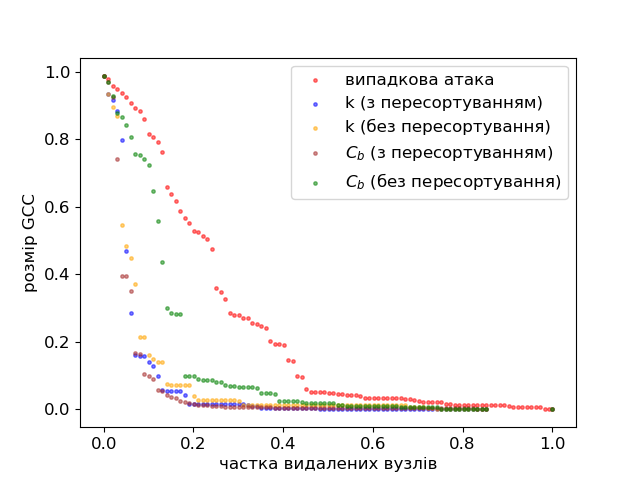 випадкова атака
k (з пересортуванням)
k (без пересортування)
C_b (з пересортуванням)
C_b (без пересортування)
розмір GCC
1.0
0.8
0.6
0.4
0.2
0.0
0.0 0.2 0.4 0.6 0.8 1.0
частка видалених вузлів